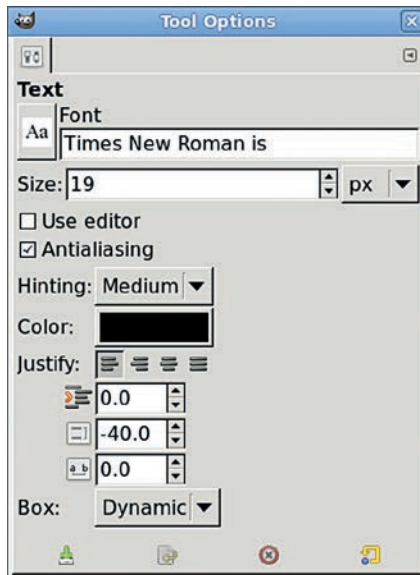 Tool Options
Text
Font
Aa Times New Roman is
Size: 19 px
Use editor
Antialiasing
Hinting: Medium
Color:
Justify:
0.0
-40.0
a b 0.0
Box: Dynamic